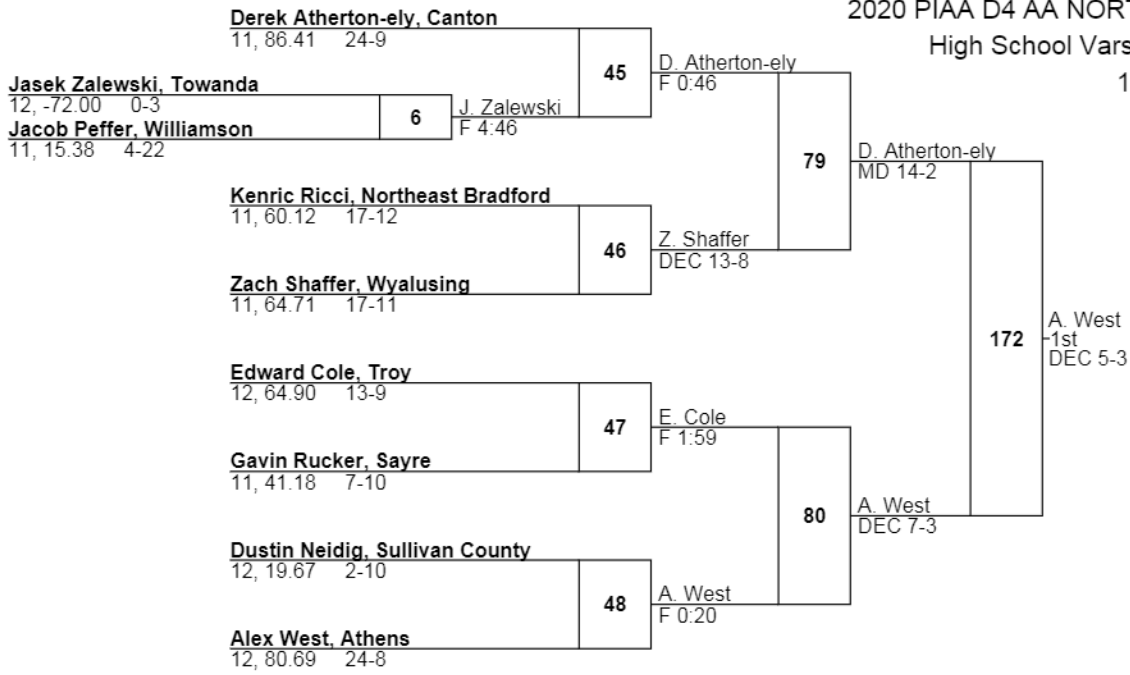 2020 PIAA D4 AA NORT
High School Vars
1
Derek Atherton-ely, Canton
11, 86.41 24-9
Jasek Zalewski, Towanda
12, -72.00 0-3
Jacob Peffer, Williamson
11, 15.38 4-22
6
J. Zalewski
F 4:46
45
D. Atherton-ely
F 0:46
Kenric Ricci, Northeast Bradford
11, 60.12 17-12
Zach Shaffer, Wyalusing
11, 64.71 17-11
46
Z. Shaffer
DEC 13-8
79
D. Atherton-ely
MD 14-2
Edward Cole, Troy
12, 64.90 13-9
Gavin Rucker, Sayre
11, 41.18 7-10
47
E. Cole
F 1:59
Dustin Neidig, Sullivan County
12, 19.67 2-10
Alex West, Athens
12, 80.69 24-8
48
A. West
F 0:20
80
A. West
DEC 7-3
172
A. West
1st
DEC 5-3